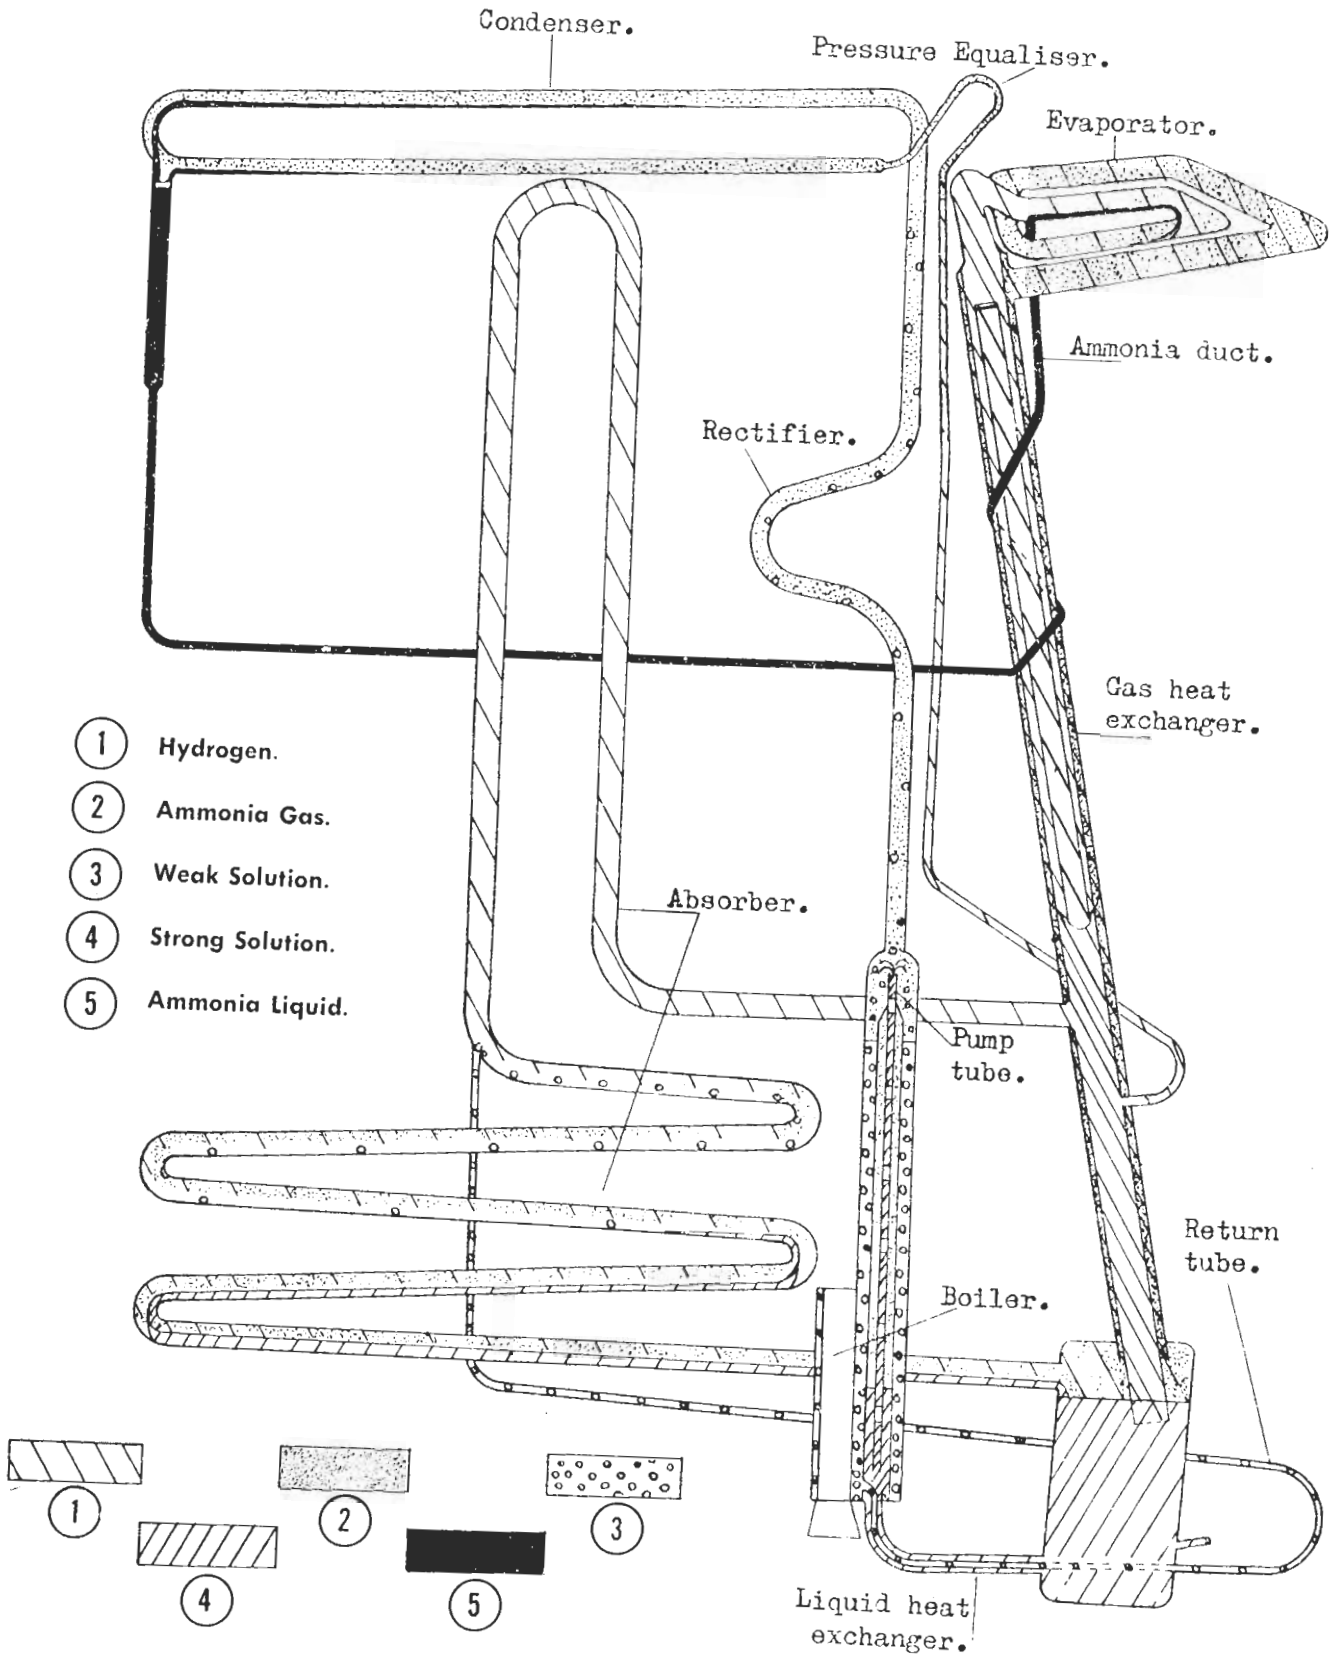 Condenser.
Pressure Equaliser.
Evaporator.
Ammonia duct.
Rectifier.
Gas heat
exchanger.
1 Hydrogen.
2 Ammonia Gas.
3 Weak Solution.
4 Strong Solution.
5 Ammonia Liquid.
Absorber.
Pump
tube.
Return
tube.
Boiler.
1
2
3
4
5
Liquid heat
exchanger.